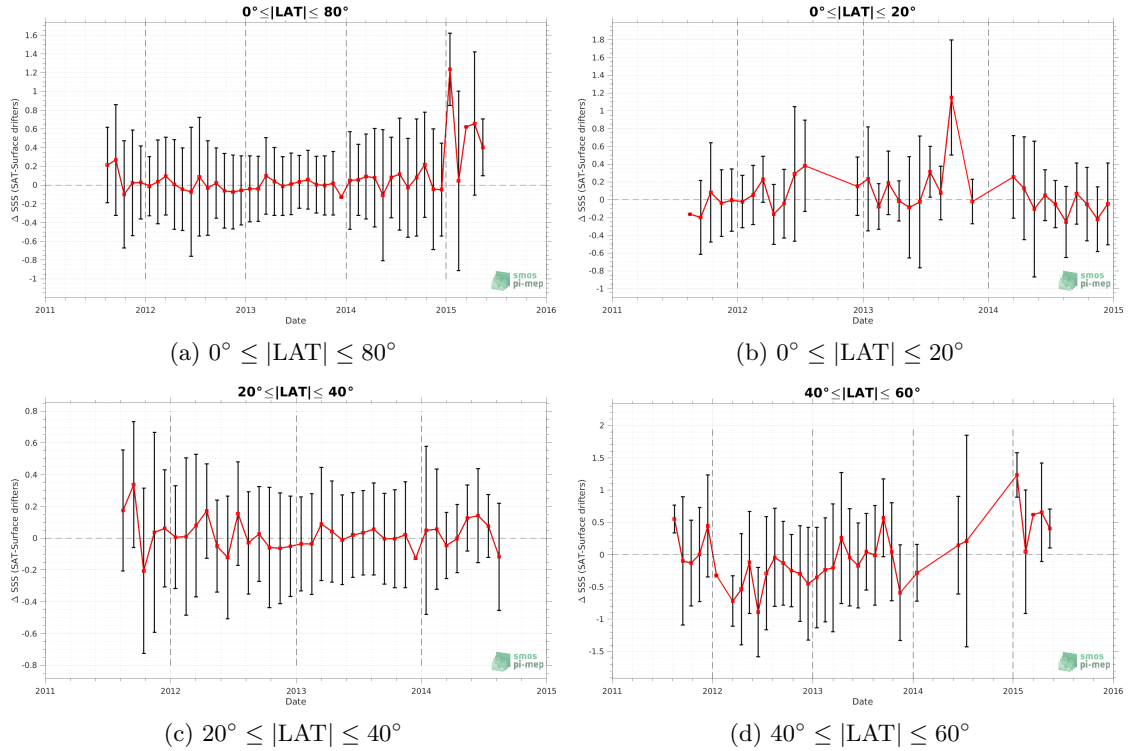 0°≤|LAT|≤ 80°
Δ SSS (SAT-Surface drifters)
1.6
1.4
1.2
1
0.8
0.6
0.4
0.2
0
-0.2
-0.4
-0.6
-0.8
-1
smos
pi-mep
2011
2012
2013
2014
2015
2016
Date
(a) 0° ≤ |LAT| ≤ 80°
0°≤|LAT|≤ 20°
Δ SSS (SAT-Surface drifters)
1.8
1.6
1.4
1.2
1
0.8
0.6
0.4
0.2
0
-0.2
-0.4
-0.6
-0.8
-1
smos
pi-mep
2011
2012
2013
2014
2015
Date
(b) 0° ≤ |LAT| ≤ 20°
20°≤|LAT|≤ 40°
Δ SSS (SAT-Surface drifters)
0.8
0.6
0.4
0.2
0
-0.2
-0.4
-0.6
-0.8
smos
pi-mep
2011
2012
2013
2014
2015
Date
(c) 20° ≤ |LAT| ≤ 40°
40°≤|LAT|≤ 60°
Δ SSS (SAT-Surface drifters)
2
1.5
1
0.5
0
-0.5
-1
-1.5
smos
pi-mep
2011
2012
2013
2014
2015
2016
Date
(d) 40° ≤ |LAT| ≤ 60°